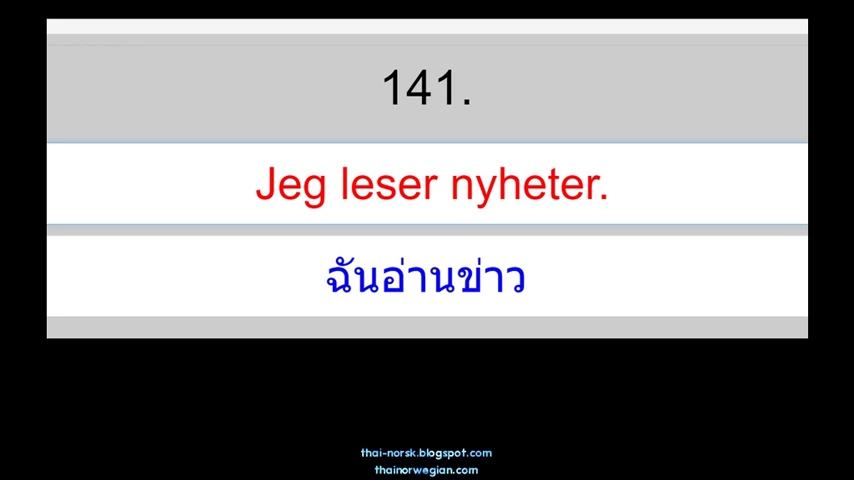 141.
Jeg leser nyheter.
ฉันอ่านข่าว
thai-norsk.blogspot.com
thainorwegian.com